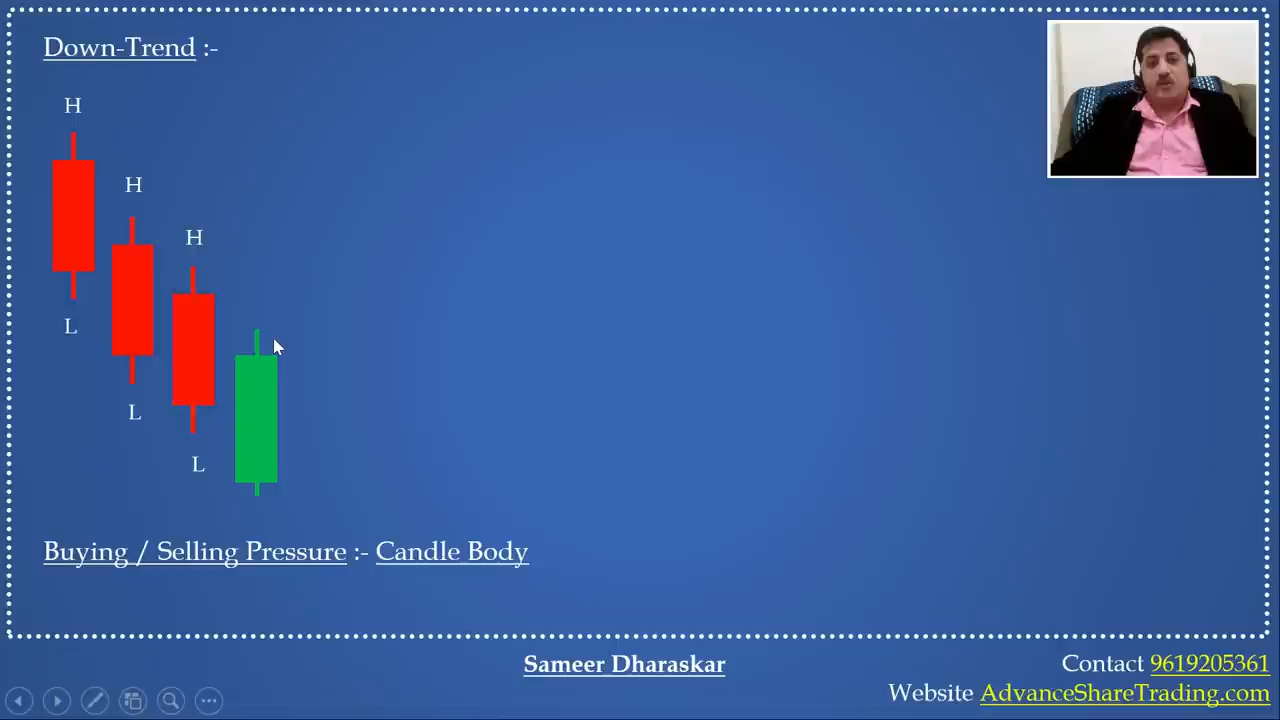 Down-Trend :-
H
H
H
L
L
L
Buying / Selling Pressure :- Candle Body
Sameer Dharaskar
Contact 9619205361
Website AdvanceShareTrading.com